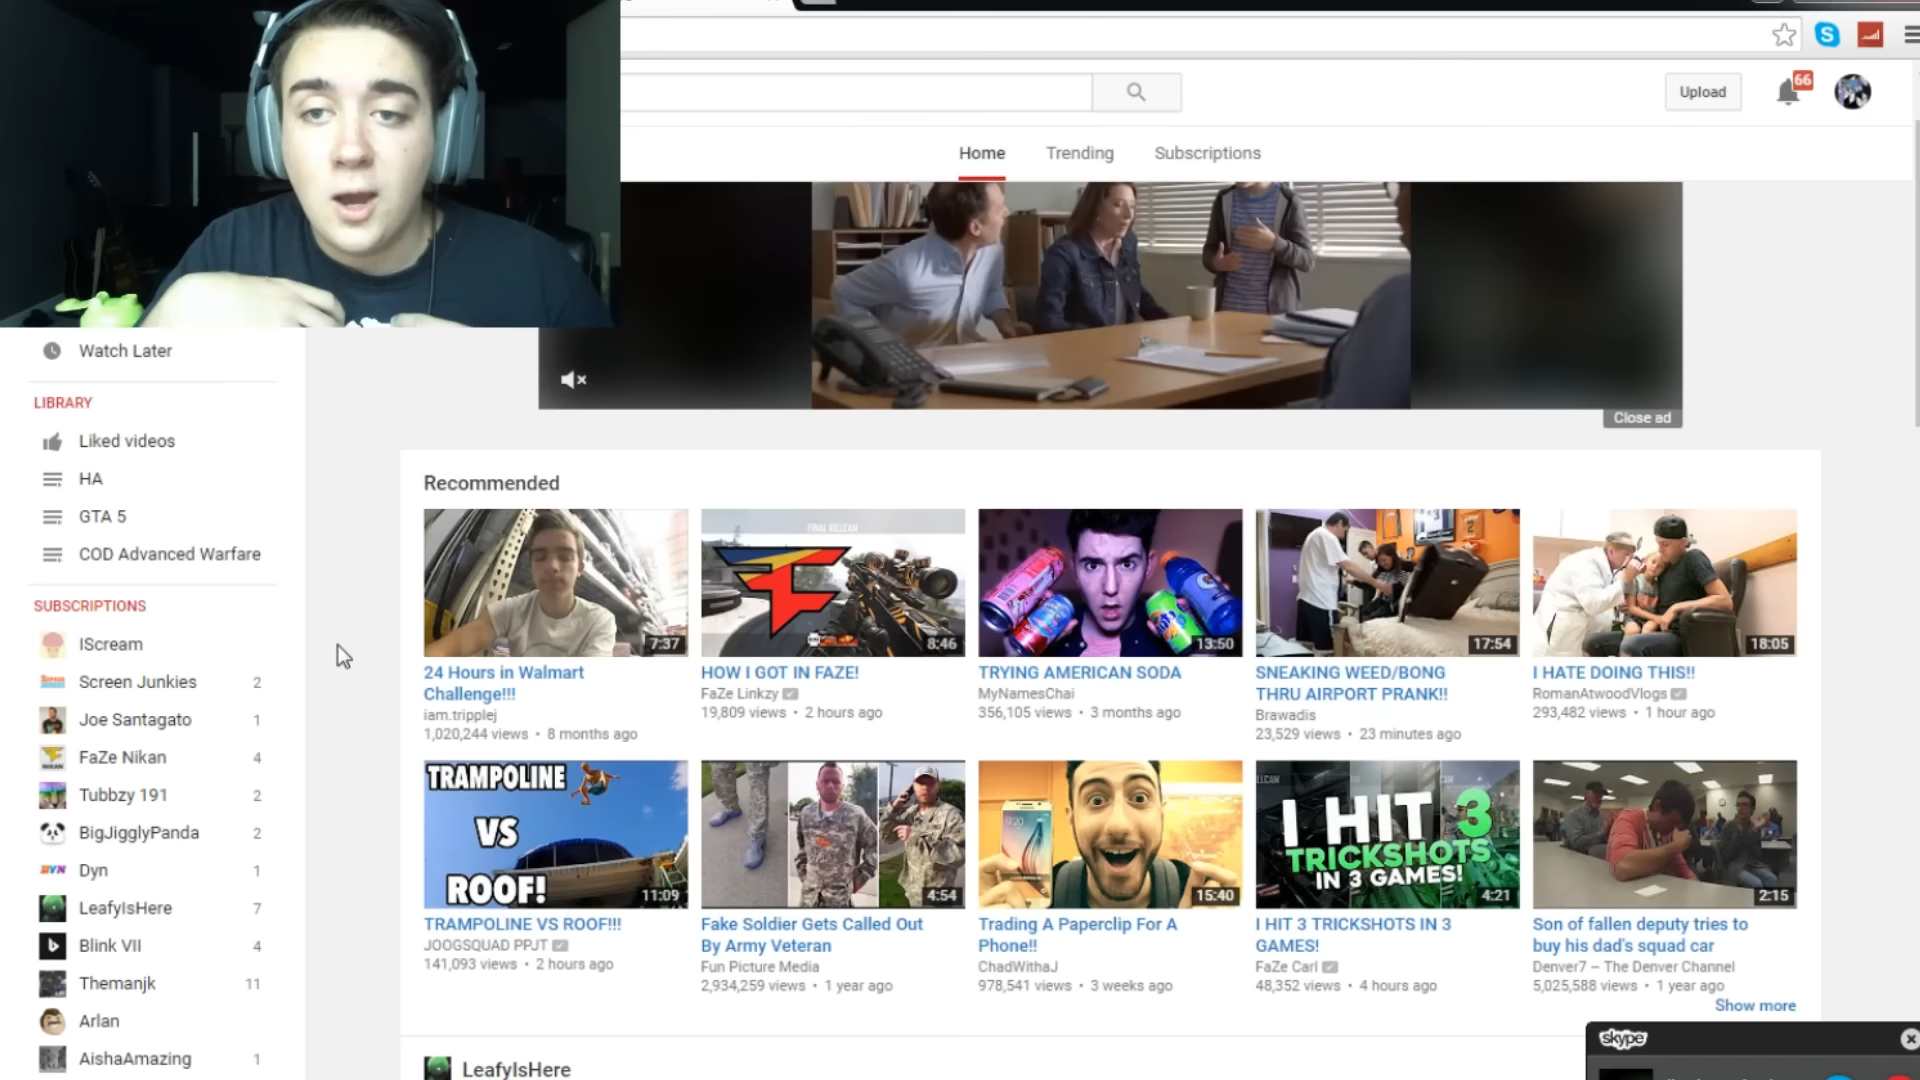 S
Upload
66
Home
Trending
Subscriptions
Close ad
Watch Later
LIBRARY
Liked videos
HA
GTA 5
COD Advanced Warfare
SUBSCRIPTIONS
IScream
Screen Junkies 2
Joe Santagato 1
FaZe Nikan 4
Tubbzy 191 2
BigJigglyPanda 2
DYN Dyn 1
LeafyIsHere 7
b Blink VII 4
Themanjk 11
Arlan
AishaAmazing 1
Recommended
7:37
24 Hours in Walmart
Challenge!!!
iam.tripplej
1,020,244 views • 8 months ago
FINAL KILLCAM
8:46
HOW I GOT IN FAZE!
FaZe Linkzy
19,809 views • 2 hours ago
13:50
TRYING AMERICAN SODA
MyNamesChai
356,105 views • 3 months ago
17:54
SNEAKING WEED/BONG
THRU AIRPORT PRANK!!
Brawadis
23,529 views • 23 minutes ago
18:05
I HATE DOING THIS!!
RomanAtwoodVlogs
293,482 views • 1 hour ago
TRAMPOLINE
VS
ROOF!
11:09
TRAMPOLINE VS ROOF!!!
JOOGSQUAD PPJT
141,093 views • 2 hours ago
4:54
Fake Soldier Gets Called Out
By Army Veteran
Fun Picture Media
2,934,259 views • 1 year ago
9:20
15:40
Trading A Paperclip For A
Phone!!
ChadWithaJ
978,541 views • 3 weeks ago
I HIT 3
TRICKSHOTS
IN 3 GAMES!
4:21
I HIT 3 TRICKSHOTS IN 3
GAMES!
FaZe Carl
48,352 views • 4 hours ago
2:15
Son of fallen deputy tries to
buy his dad's squad car
Denver7 – The Denver Channel
5,025,588 views • 1 year ago
Show more
LeafyIsHere
skype